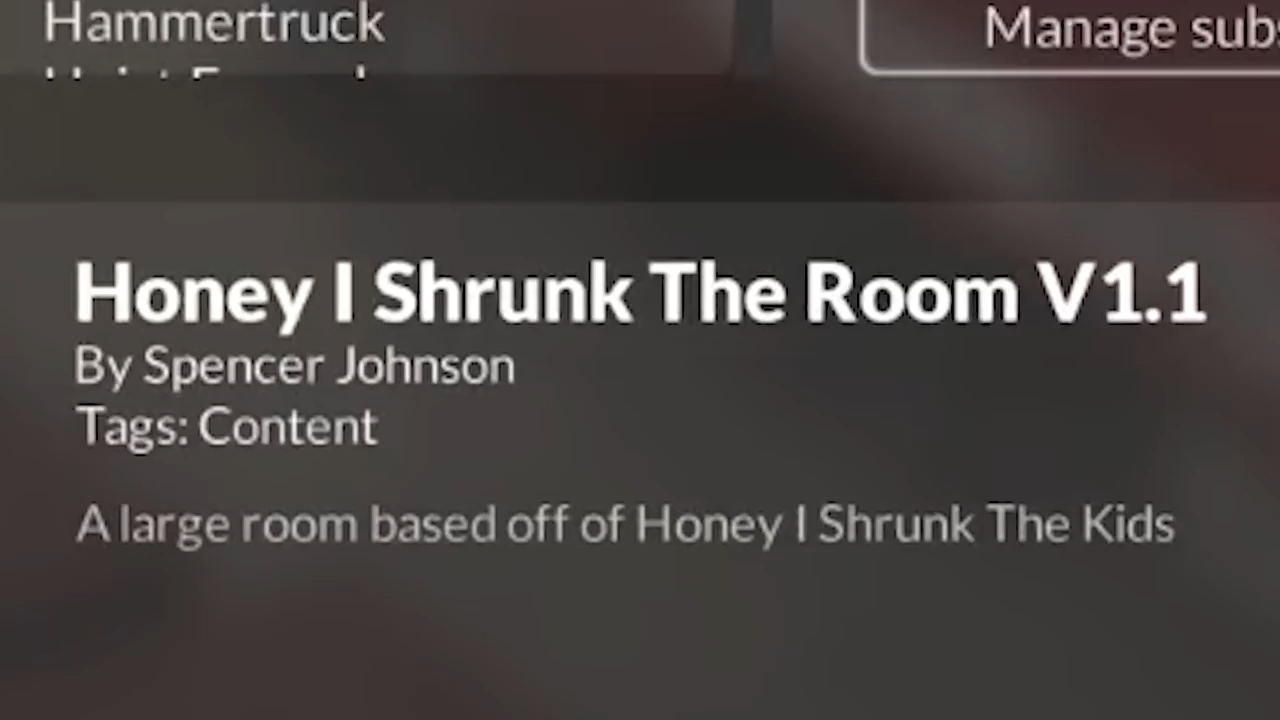 Hammertruck
Manage subs
Honey I Shrunk The Room V1.1
By Spencer Johnson
Tags: Content
A large room based off of Honey I Shrunk The Kids